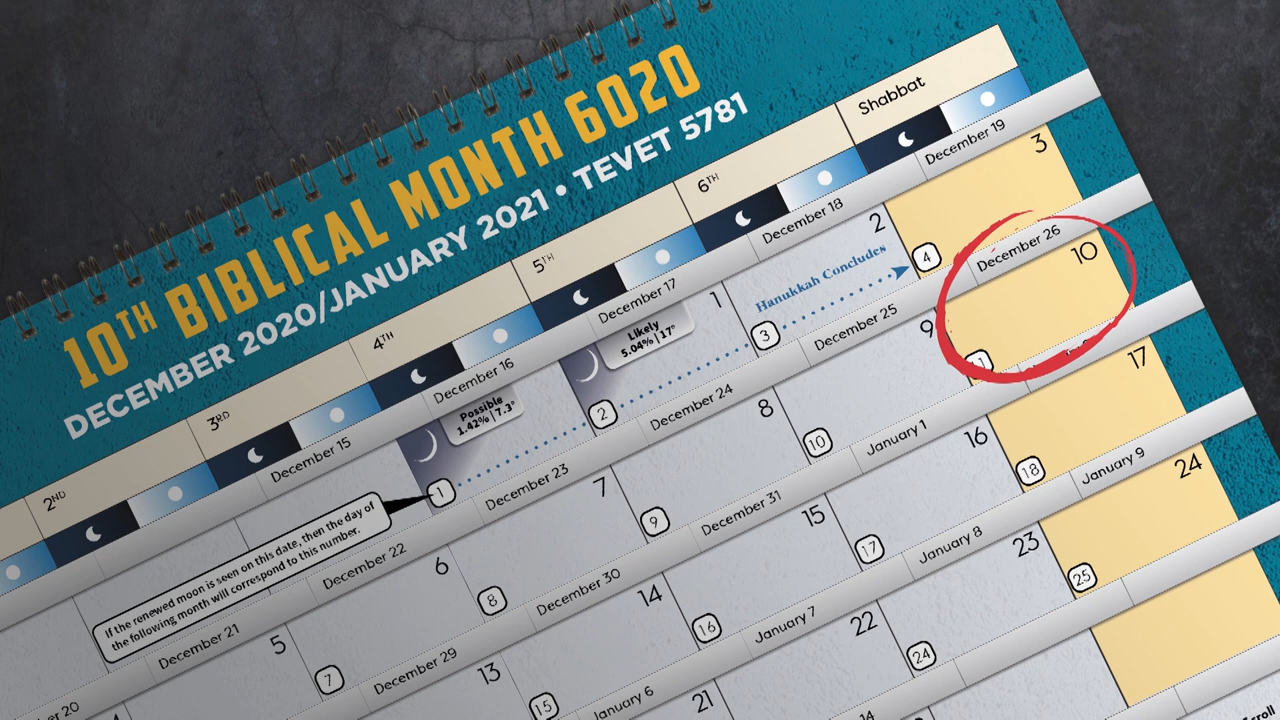 10TH BIBLICAL MONTH 6020
DECEMBER 2020/JANUARY 2021 • TEVET 5781
2ND
3RD
4TH
5TH
6TH
Shabbat
December 15
December 16
December 17
December 18
December 19
Possible
1.42% | 7.3°
1
Likely
5.04% | 17°
1
2
2
Hanukkah Concludes
3
3
4
If the renewed moon is seen on this date, then the day of
the following month will correspond to this number.
December 21
December 22
December 23
December 24
December 25
December 26
5
6
7
8
9
10
7
8
9
10
December 29
December 30
December 31
January 1
13
14
15
16
17
15
16
17
18
January 6
January 7
January 8
January 9
21
22
23
24
24
25